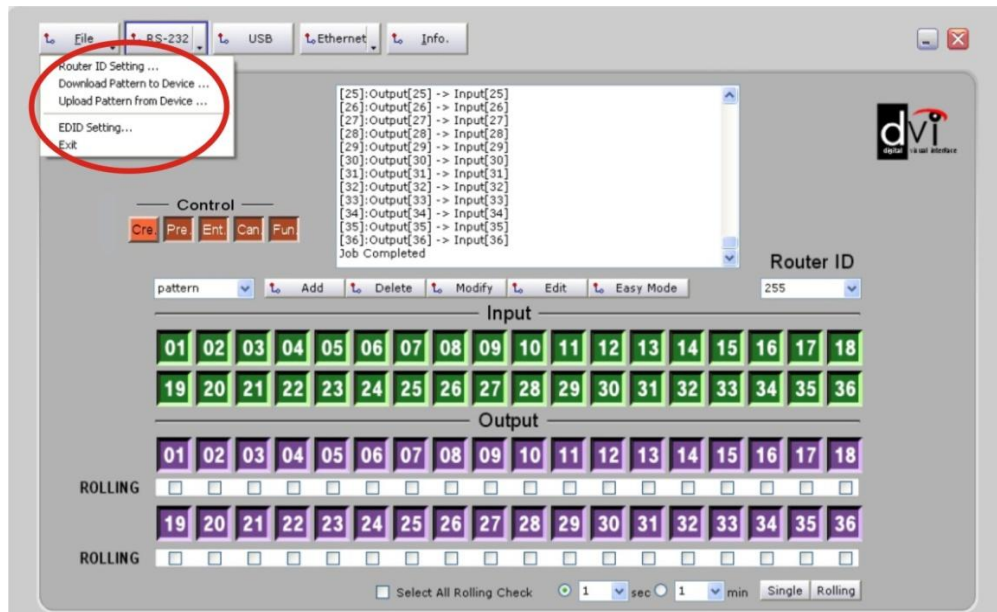 File RS-232 USB Ethernet Info.
Router ID Setting ...
Download Pattern to Device ...
Upload Pattern from Device ...
EDID Setting...
Exit
[25]:Output[25] -> Input[25]
[26]:Output[26] -> Input[26]
[27]:Output[27] -> Input[27]
[28]:Output[28] -> Input[28]
[29]:Output[29] -> Input[29]
[30]:Output[30] -> Input[30]
[31]:Output[31] -> Input[31]
[32]:Output[32] -> Input[32]
[33]:Output[33] -> Input[33]
[34]:Output[34] -> Input[34]
[35]:Output[35] -> Input[35]
[36]:Output[36] -> Input[36]
Job Completed
dvi
digital visual interface
Control
Cre. Pre. Ent. Can. Fun.
Router ID
pattern Add Delete Modify Edit Easy Mode 255
Input
01 02 03 04 05 06 07 08 09 10 11 12 13 14 15 16 17 18
19 20 21 22 23 24 25 26 27 28 29 30 31 32 33 34 35 36
Output
01 02 03 04 05 06 07 08 09 10 11 12 13 14 15 16 17 18
ROLLING
19 20 21 22 23 24 25 26 27 28 29 30 31 32 33 34 35 36
ROLLING
Select All Rolling Check 1 sec 1 min Single Rolling